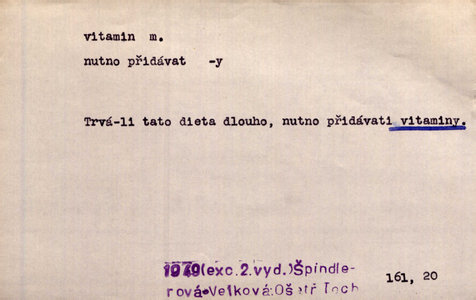 vitamin m.
nutno přidávat -y
Trvá-li tato dieta dlouho, nutno přidávati vitaminy.
1949(exc.2.vyd.)Špindle-
rová-Velková:Ošetř Tech
161, 20